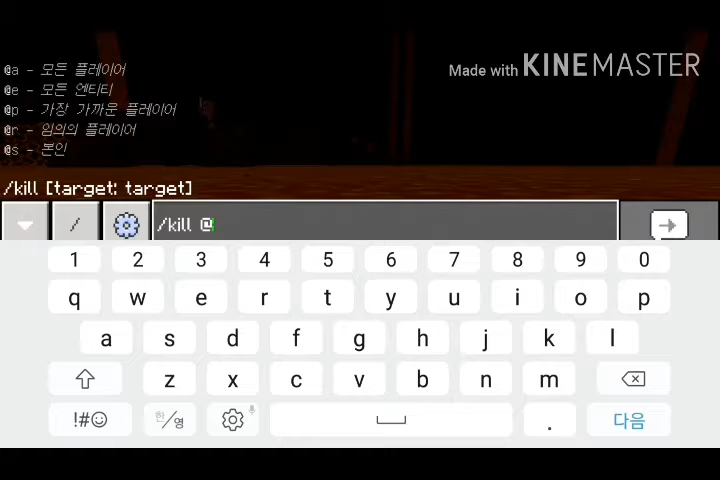 @a - 모든 플레이어
@e - 모든 엔티티
@p - 가장 가까운 플레이어
@r - 임의의 플레이어
@s - 본인
Made with KINEMASTER
/kill [target: target]
/ /kill @
1 2 3 4 5 6 7 8 9 0
q w e r t y u i o p
a s d f g h j k l
z x c v b n m
!#☺ 한/영 . 다음